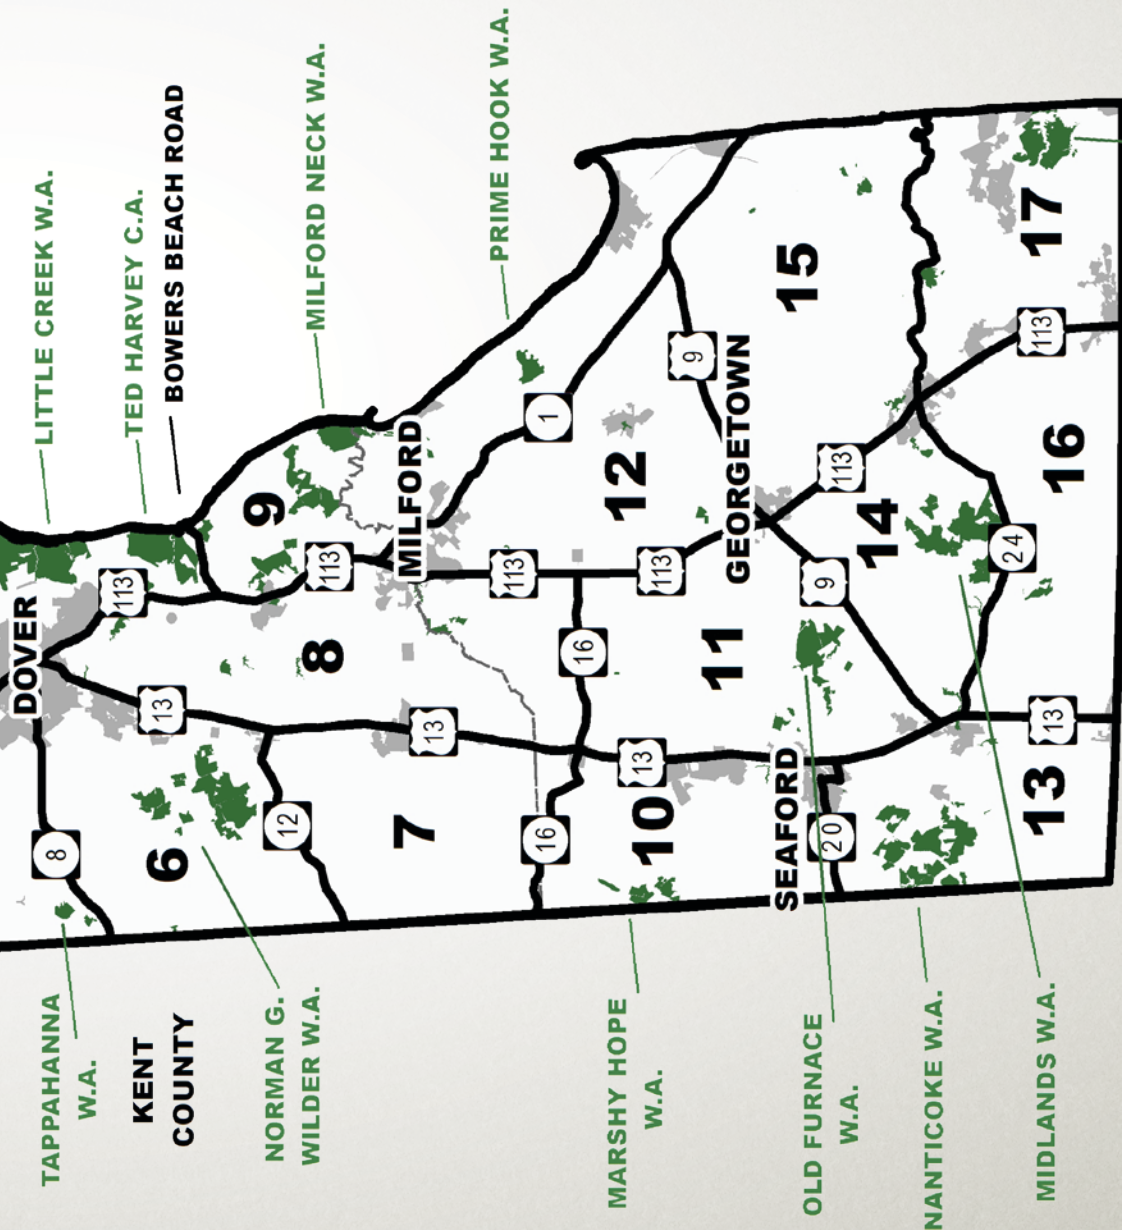 LITTLE CREEK W.A.
TED HARVEY C.A.
BOWERS BEACH ROAD
MILFORD NECK W.A.
PRIME HOOK W.A.
DOVER
MILFORD
GEORGETOWN
SEAFORD
113
113
113
113
113
113
13
13
13
13
1
9
9
8
12
16
16
20
24
6
7
8
9
10
11
12
13
14
15
16
17
TAPPAHANNA
W.A.
KENT
COUNTY
NORMAN G.
WILDER W.A.
MARSHY HOPE
W.A.
OLD FURNACE
W.A.
NANTICOKE W.A.
MIDLANDS W.A.